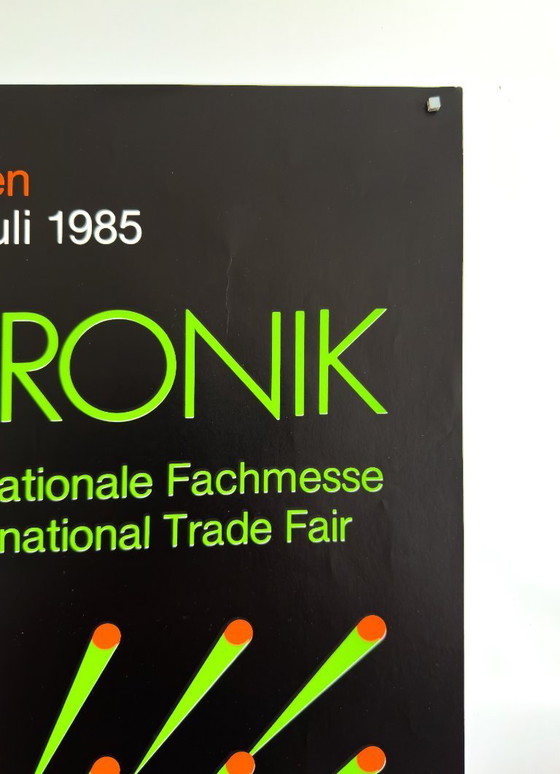 en
uli 1985
RONIK
ationale Fachmesse
national Trade Fair